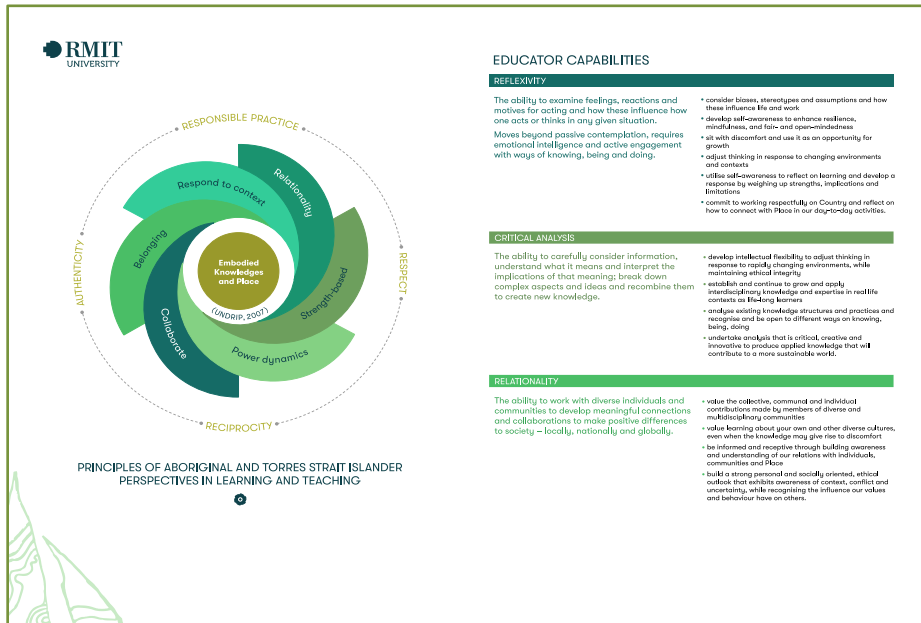 RMIT
UNIVERSITY
RESPONSIBLE PRACTICE
AUTHENTICITY
RESPECT
RECIPROCITY
Respond to context
Relationality
Belonging
Strength-based
Collaborate
Power dynamics
Embodied
Knowledges
and Place
(UNDRIP, 2007)
PRINCIPLES OF ABORIGINAL AND TORRES STRAIT ISLANDER
PERSPECTIVES IN LEARNING AND TEACHING
EDUCATOR CAPABILITIES
REFLEXIVITY
The ability to examine feelings, reactions and
motives for acting and how these influence how
one acts or thinks in any given situation.
Moves beyond passive contemplation, requires
emotional intelligence and active engagement
with ways of knowing, being and doing.
• consider biases, stereotypes and assumptions and how
these influence life and work
• develop self-awareness to enhance resilience,
mindfulness, and fair- and open-mindedness
• sit with discomfort and use it as an opportunity for
growth
• adjust thinking in response to changing environments
and contexts
• utilise self-awareness to reflect on learning and develop a
response by weighing up strengths, implications and
limitations
• commit to working respectfully on Country and reflect on
how to connect with Place in our day-to-day activities.
CRITICAL ANALYSIS
The ability to carefully consider information,
understand what it means and interpret the
implications of that meaning; break down
complex aspects and ideas and recombine them
to create new knowledge.
• develop intellectual flexibility to adjust thinking in
response to rapidly changing environments, while
maintaining ethical integrity
• establish and continue to grow and apply
interdisciplinary knowledge and expertise in real life
contexts as life-long learners
• analyse existing knowledge structures and practices and
recognise and be open to different ways on knowing,
being, doing
• undertake analysis that is critical, creative and
innovative to produce applied knowledge that will
contribute to a more sustainable world.
RELATIONALITY
The ability to work with diverse individuals and
communities to develop meaningful connections
and collaborations to make positive differences
to society – locally, nationally and globally.
• value the collective, communal and individual
contributions made by members of diverse and
multidisciplinary communities
• value learning about your own and other diverse cultures,
even when the knowledge may give rise to discomfort
• be informed and receptive through building awareness
and understanding of our relations with individuals,
communities and Place
• build a strong personal and socially oriented, ethical
outlook that exhibits awareness of context, conflict and
uncertainty, while recognising the influence our values
and behaviour have on others.